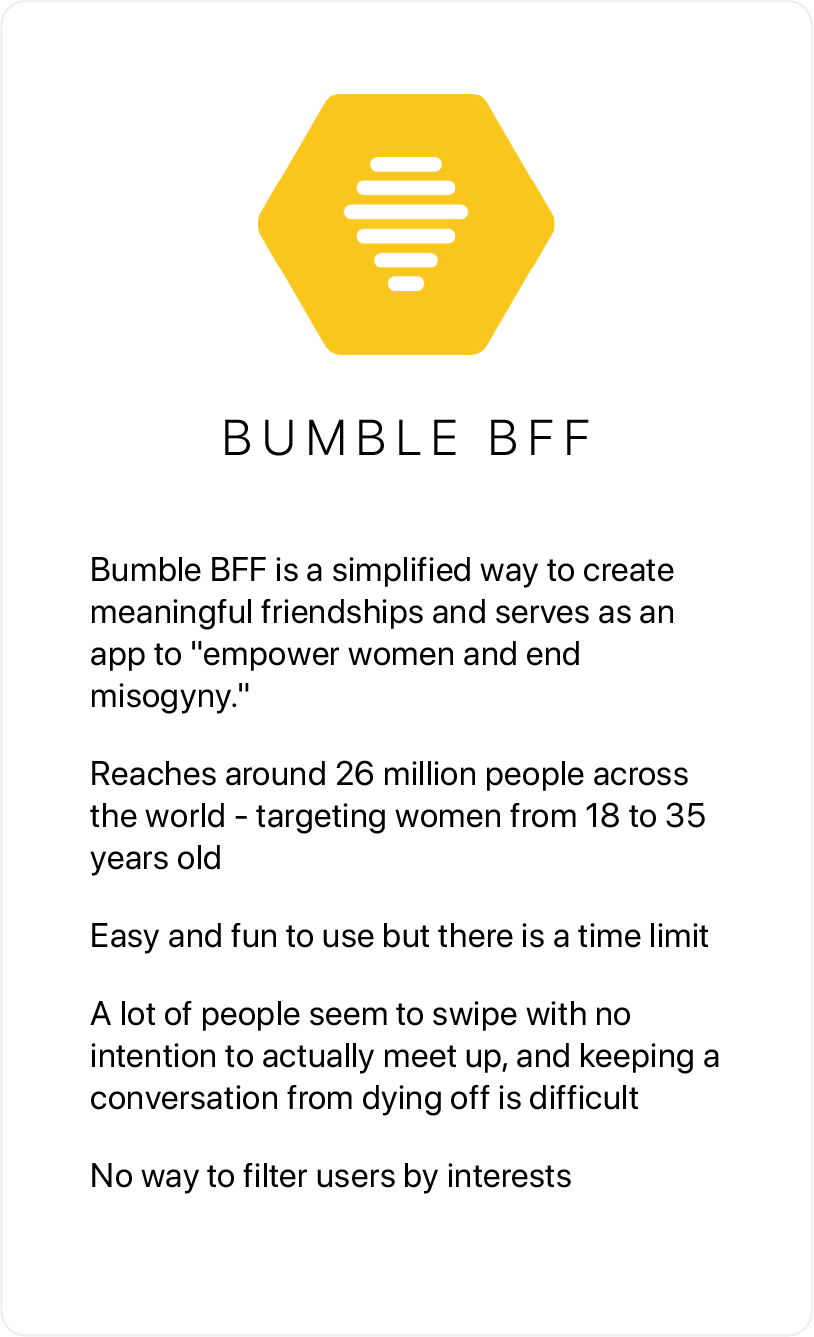 BUMBLE BFF
Bumble BFF is a simplified way to create
meaningful friendships and serves as an
app to "empower women and end
misogyny."
Reaches around 26 million people across
the world - targeting women from 18 to 35
years old
Easy and fun to use but there is a time limit
A lot of people seem to swipe with no
intention to actually meet up, and keeping a
conversation from dying off is difficult
No way to filter users by interests